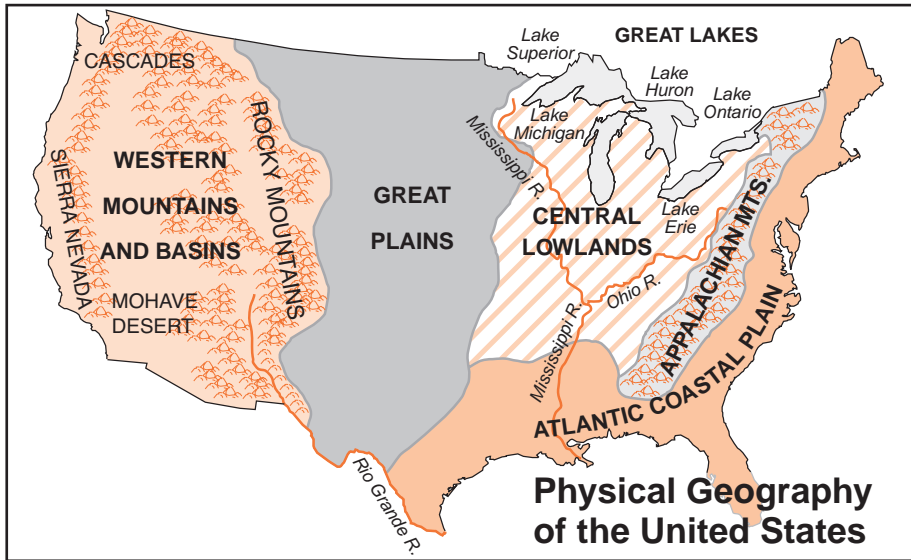 Lake
Superior
GREAT LAKES
CASCADES
Lake
Huron
Lake
Ontario
Lake
Michigan
Mississippi R.
ROCKY MOUNTAINS
SIERRA NEVADA
WESTERN
MOUNTAINS
AND BASINS
GREAT
PLAINS
CENTRAL
LOWLANDS
Lake
Erie
APPALACHIAN MTS.
MOHAVE
DESERT
Ohio R.
Mississippi R.
ATLANTIC COASTAL PLAIN
Rio Grande R.
Physical Geography
of the United States